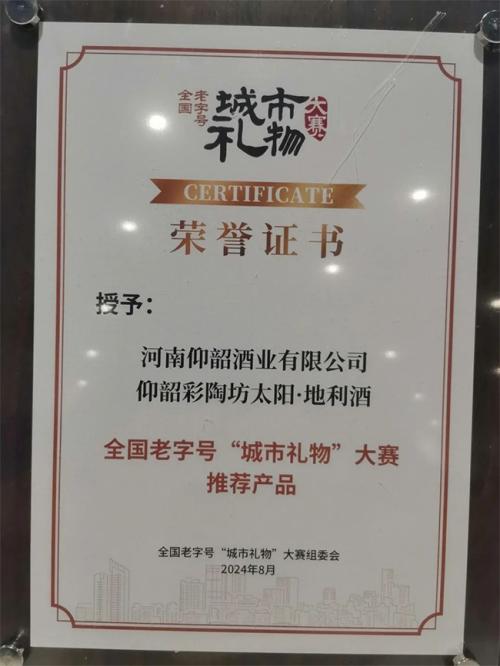 全国老字号
城市礼物
大赛
CERTIFICATE
荣誉证书
授予：
河南仰韶酒业有限公司
仰韶彩陶坊太阳·地利酒
全国老字号“城市礼物”大赛
推荐产品
全国老字号“城市礼物”大赛组委会
2024年8月